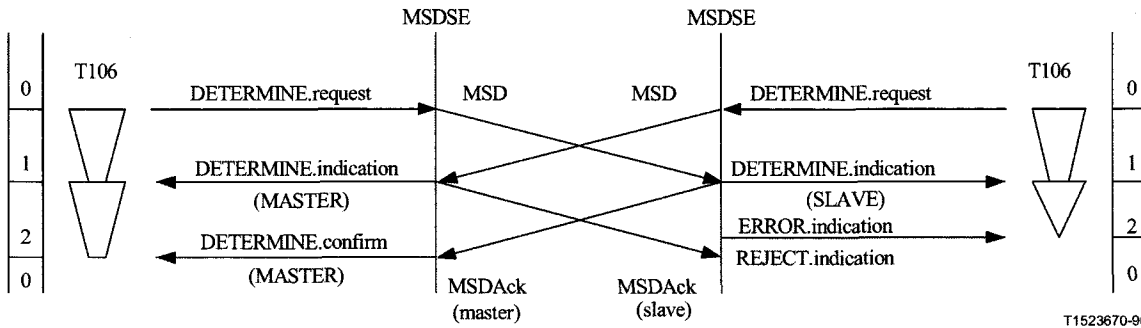 MSDSE MSDSE
T106 T106
0 DETERMINE.request MSD MSD DETERMINE.request 0
1 DETERMINE.indication DETERMINE.indication 1
(MASTER) (SLAVE)
2 DETERMINE.confirm ERROR.indication 2
0 (MASTER) REJECT.indication 0
MSDAck MSDAck
(master) (slave)